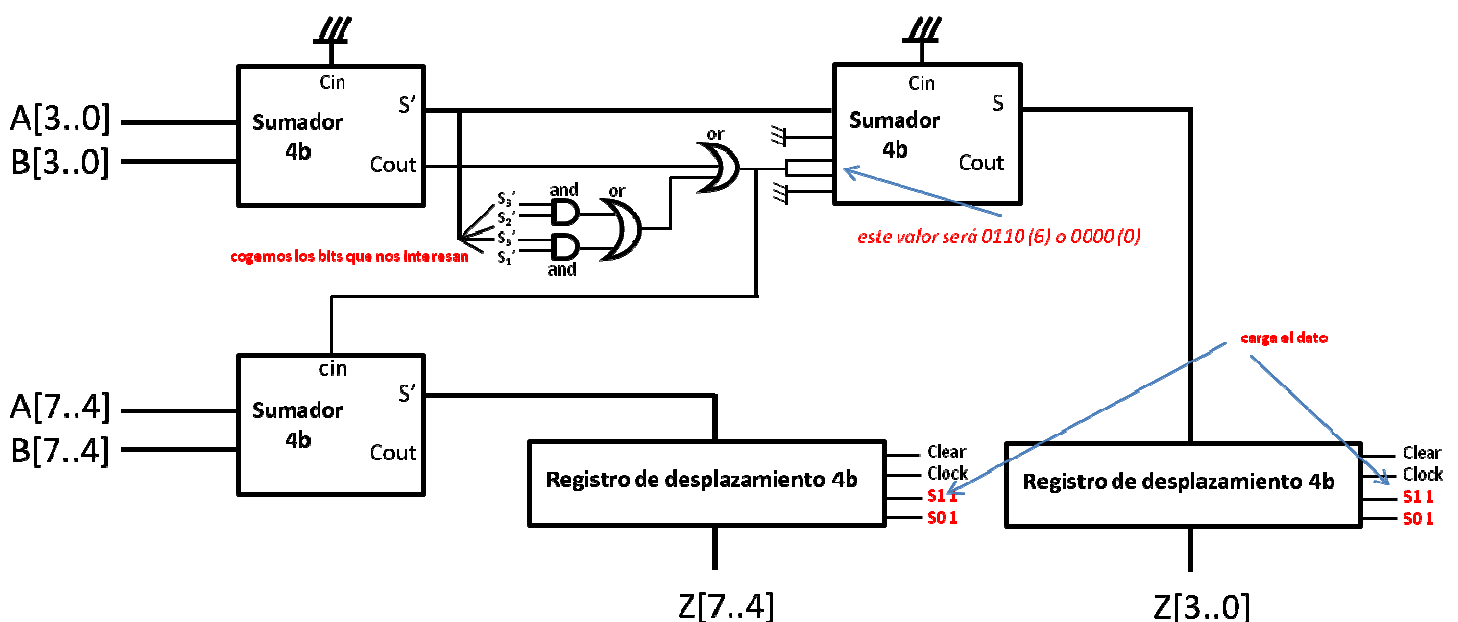 Cin
Cin
A[3..0]
B[3..0]
Sumador
4b
S'
Cout
or
Sumador
4b
S
Cout
and
or
S3'
S2'
S3'
S1'
and
cogemos los bits que nos interesan
este valor será 0110 (6) o 0000 (0)
carga el dato
cin
A[7..4]
B[7..4]
Sumador
4b
S'
Cout
Registro de desplazamiento 4b
Clear
Clock
S1 1
S0 1
Registro de desplazamiento 4b
Clear
Clock
S1 1
S0 1
Z[7..4]
Z[3..0]